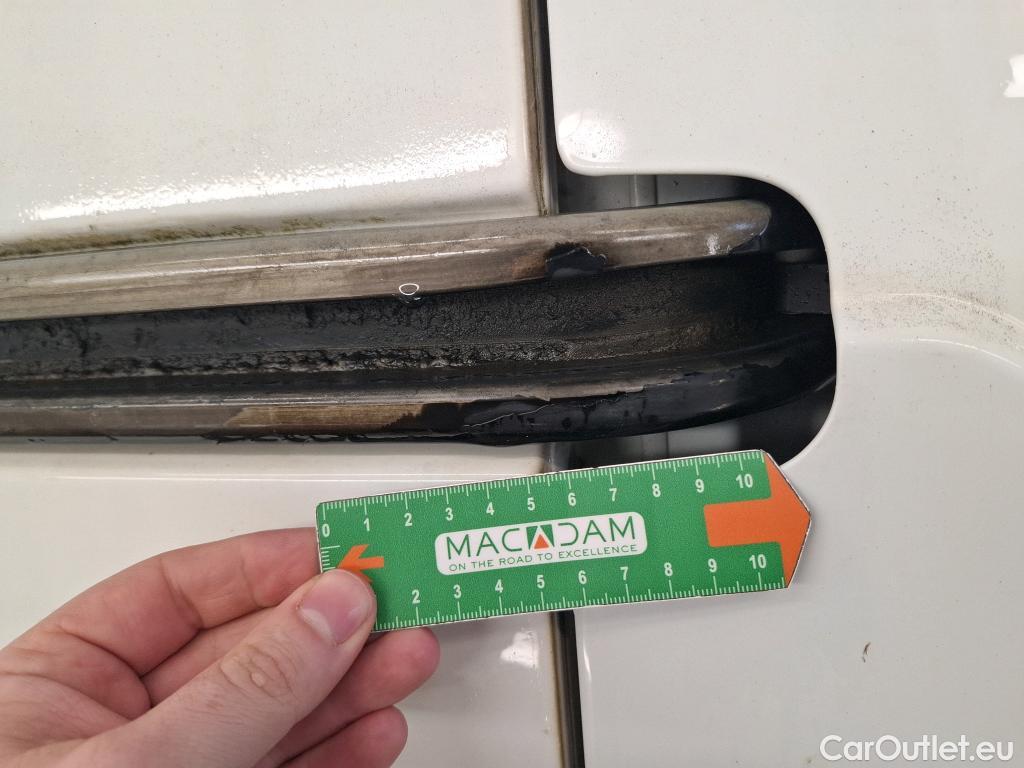 0 1 2 3 4 5 6 7 8 9 10
MACADAM
ON THE ROAD TO EXCELLENCE
2 3 4 5 6 7 8 9 10
CarOutlet.eu